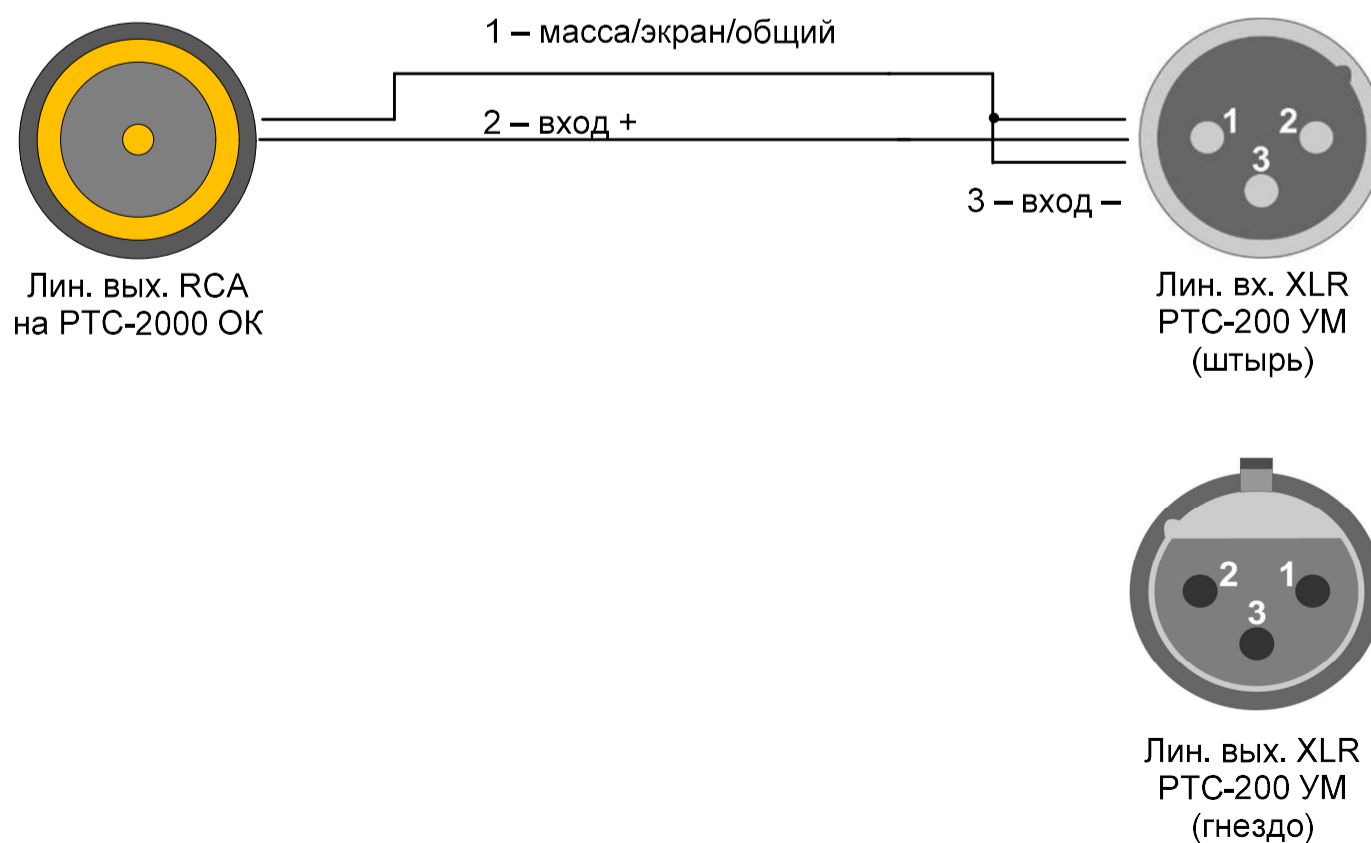 1 – масса/экран/общий
2 – вход +
3 – вход –
1 2
3
Лин. вых. RCA
на РТС-2000 ОК
Лин. вх. XLR
РТС-200 УМ
(штырь)
2 1
3
Лин. вых. XLR
РТС-200 УМ
(гнездо)